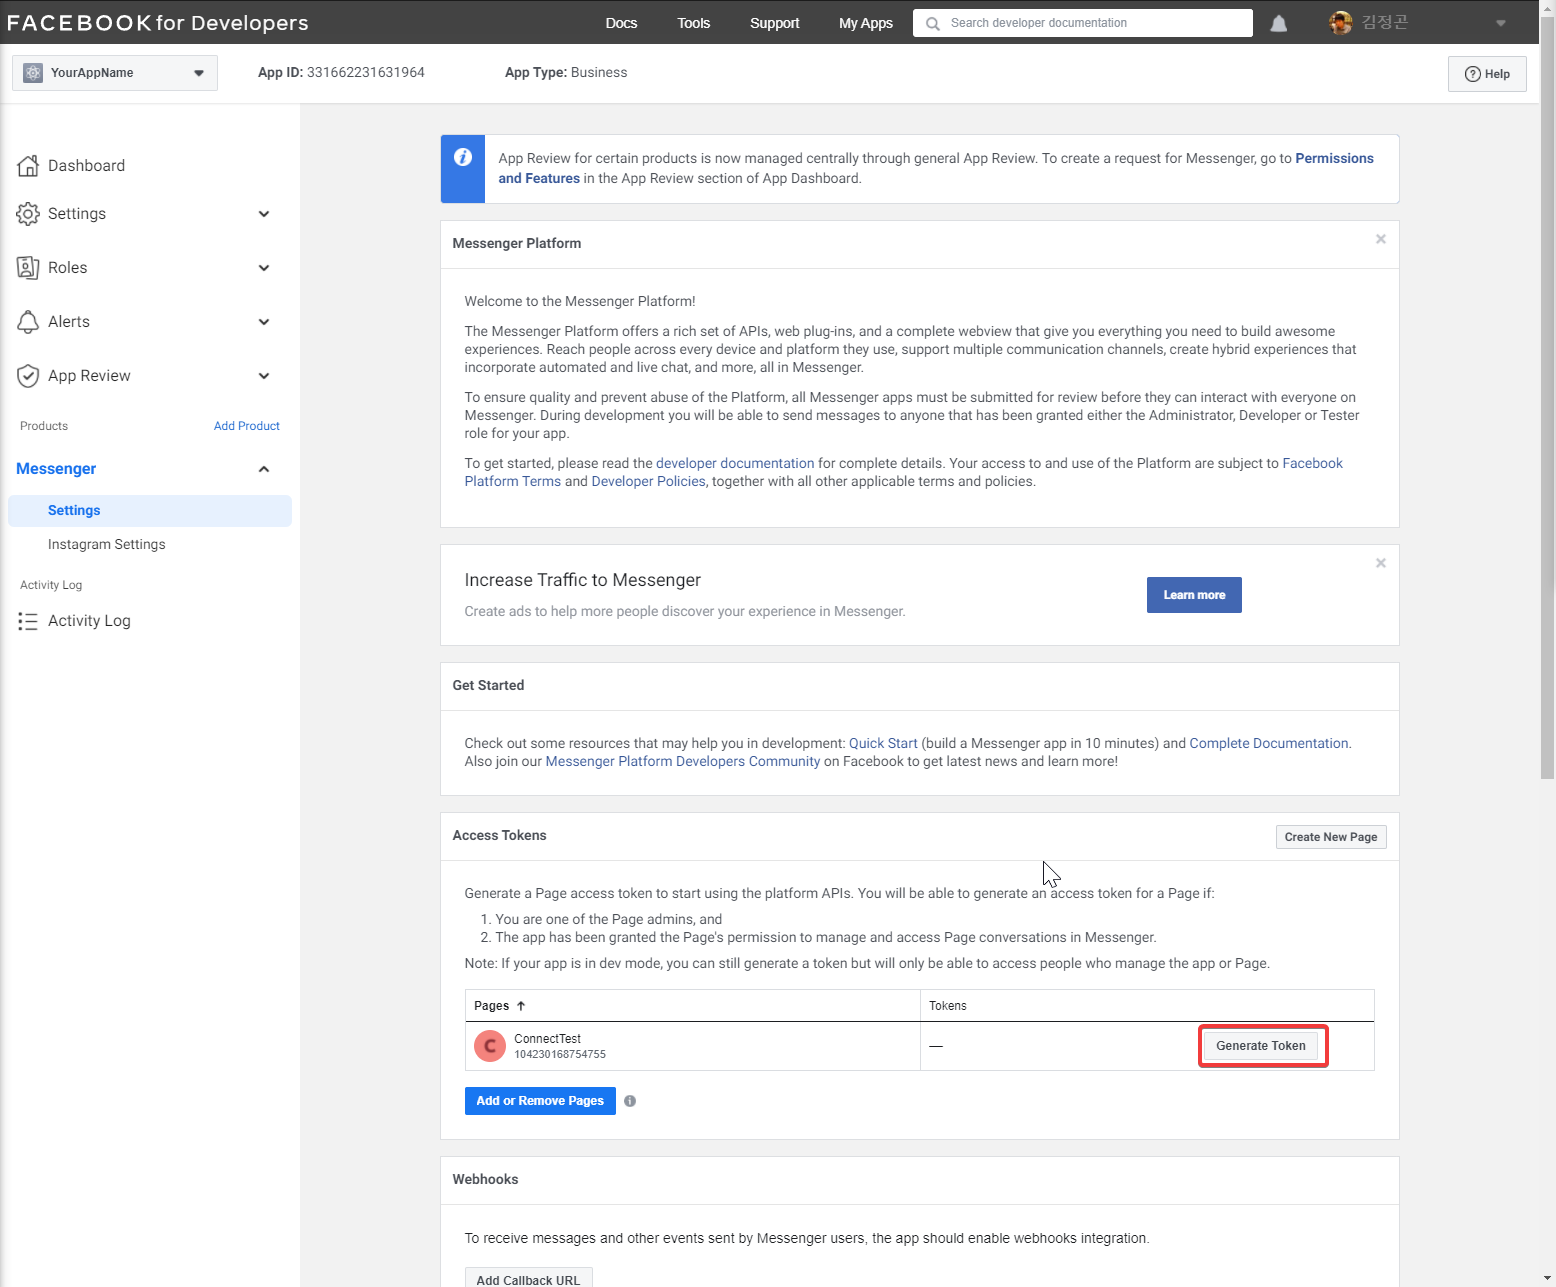 FACEBOOK for Developers
Docs
Tools
Support
My Apps
Search developer documentation
김정곤
YourAppName
App ID: 331662231631964
App Type: Business
Help
Dashboard
Settings
Roles
Alerts
App Review
Products
Add Product
Messenger
Settings
Instagram Settings
Activity Log
Activity Log
App Review for certain products is now managed centrally through general App Review. To create a request for Messenger, go to Permissions
and Features in the App Review section of App Dashboard.
Messenger Platform
Welcome to the Messenger Platform!
The Messenger Platform offers a rich set of APIs, web plug-ins, and a complete webview that give you everything you need to build awesome
experiences. Reach people across every device and platform they use, support multiple communication channels, create hybrid experiences that
incorporate automated and live chat, and more, all in Messenger.
To ensure quality and prevent abuse of the Platform, all Messenger apps must be submitted for review before they can interact with everyone on
Messenger. During development you will be able to send messages to anyone that has been granted either the Administrator, Developer or Tester
role for your app.
To get started, please read the developer documentation for complete details. Your access to and use of the Platform are subject to Facebook
Platform Terms and Developer Policies, together with all other applicable terms and policies.
Increase Traffic to Messenger
Create ads to help more people discover your experience in Messenger.
Learn more
Get Started
Check out some resources that may help you in development: Quick Start (build a Messenger app in 10 minutes) and Complete Documentation.
Also join our Messenger Platform Developers Community on Facebook to get latest news and learn more!
Access Tokens
Create New Page
Generate a Page access token to start using the platform APIs. You will be able to generate an access token for a Page if:
1. You are one of the Page admins, and
2. The app has been granted the Page's permission to manage and access Page conversations in Messenger.
Note: If your app is in dev mode, you can still generate a token but will only be able to access people who manage the app or Page.
Pages
Tokens
C
ConnectTest
104230168754755
—
Generate Token
Add or Remove Pages
Webhooks
To receive messages and other events sent by Messenger users, the app should enable webhooks integration.
Add Callback URL